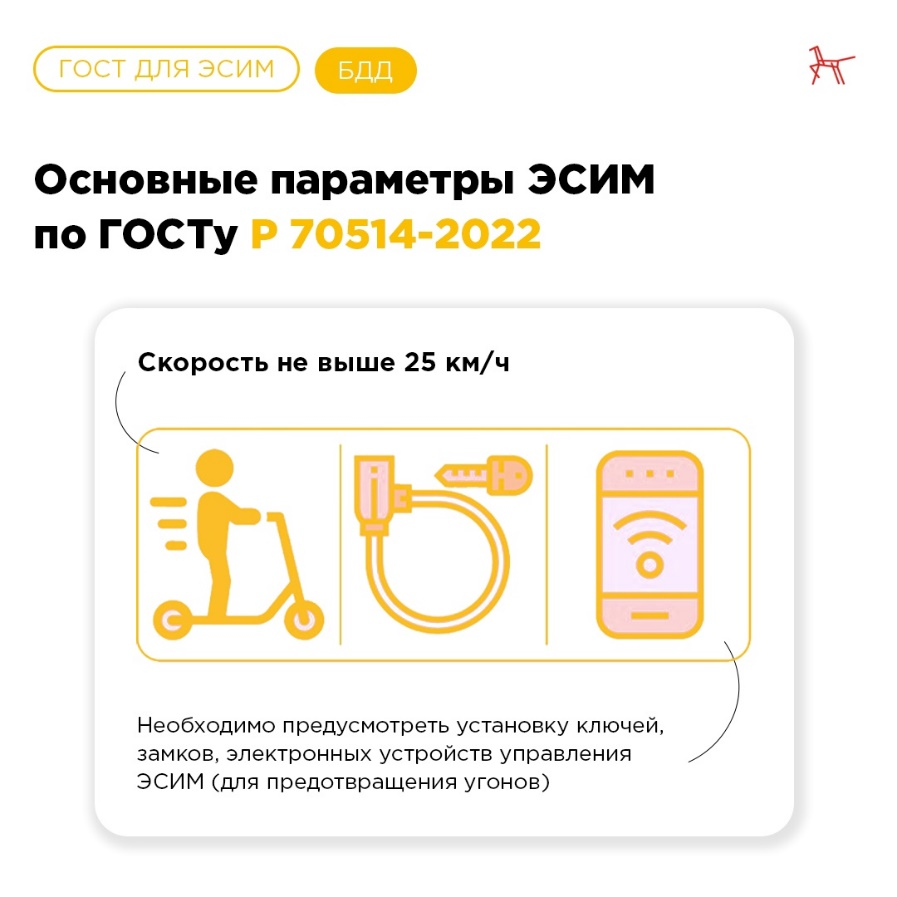 ГОСТ ДЛЯ ЭСИМ
БДД
Основные параметры ЭСИМ
по ГОСТу Р 70514-2022
Скорость не выше 25 км/ч
Необходимо предусмотреть установку ключей,
замков, электронных устройств управления
ЭСИМ (для предотвращения угонов)